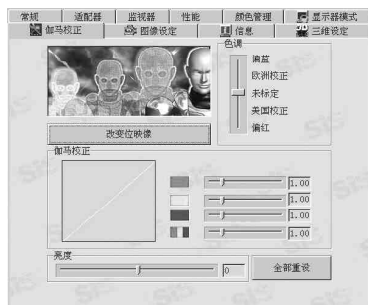 常规 适配器 监视器 性能 颜色管理 显示器模式
伽马校正 图像设定 信息 三维设定
色调
偏蓝
欧洲校正
未标定
美国校正
偏红
改变位映像
伽马校正
1.00
1.00
1.00
1.00
亮度
0
全部重设
SiS